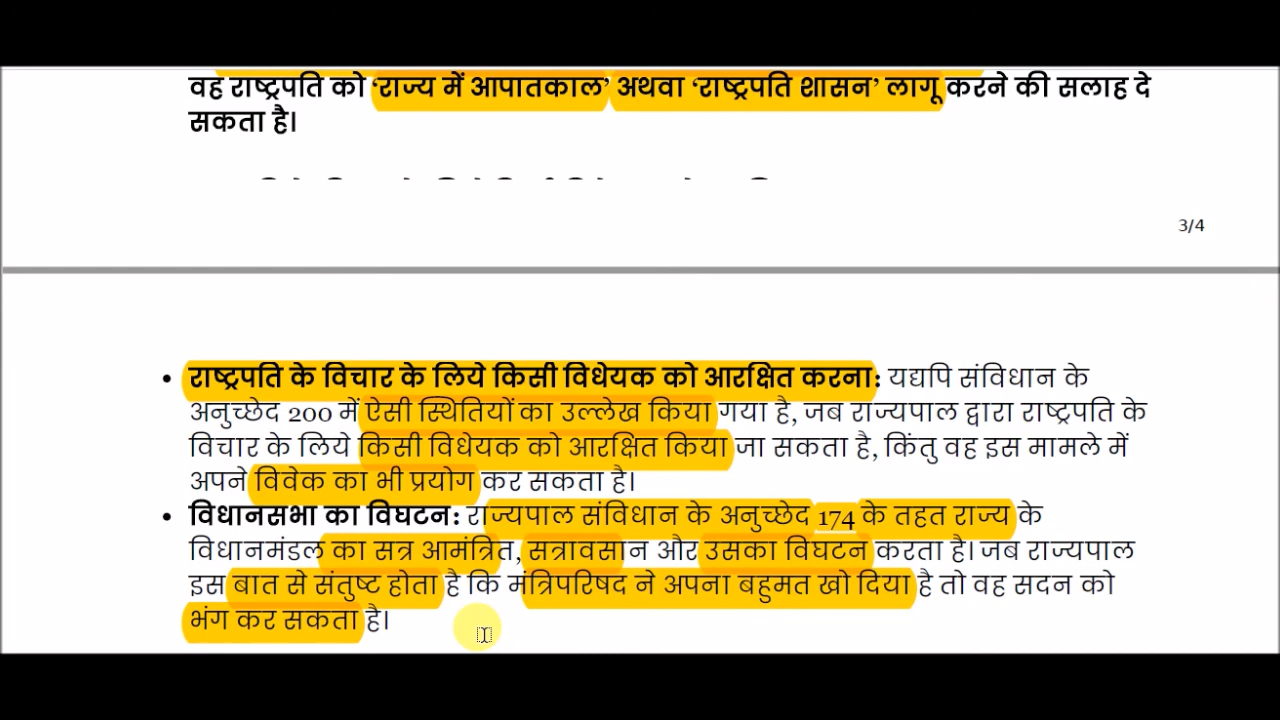 वह राष्ट्रपति को ‘राज्य में आपातकाल’ अथवा ‘राष्ट्रपति शासन’ लागू करने की सलाह दे
सकता है।
3/4
• राष्ट्रपति के विचार के लिये किसी विधेयक को आरक्षित करना: यद्यपि संविधान के
अनुच्छेद 200 में ऐसी स्थितियों का उल्लेख किया गया है, जब राज्यपाल द्वारा राष्ट्रपति के
विचार के लिये किसी विधेयक को आरक्षित किया जा सकता है, किंतु वह इस मामले में
अपने विवेक का भी प्रयोग कर सकता है।
• विधानसभा का विघटन: राज्यपाल संविधान के अनुच्छेद 174 के तहत राज्य के
विधानमंडल का सत्र आमंत्रित, सत्रावसान और उसका विघटन करता है। जब राज्यपाल
इस बात से संतुष्ट होता है कि मंत्रिपरिषद ने अपना बहुमत खो दिया है तो वह सदन को
भंग कर सकता है।